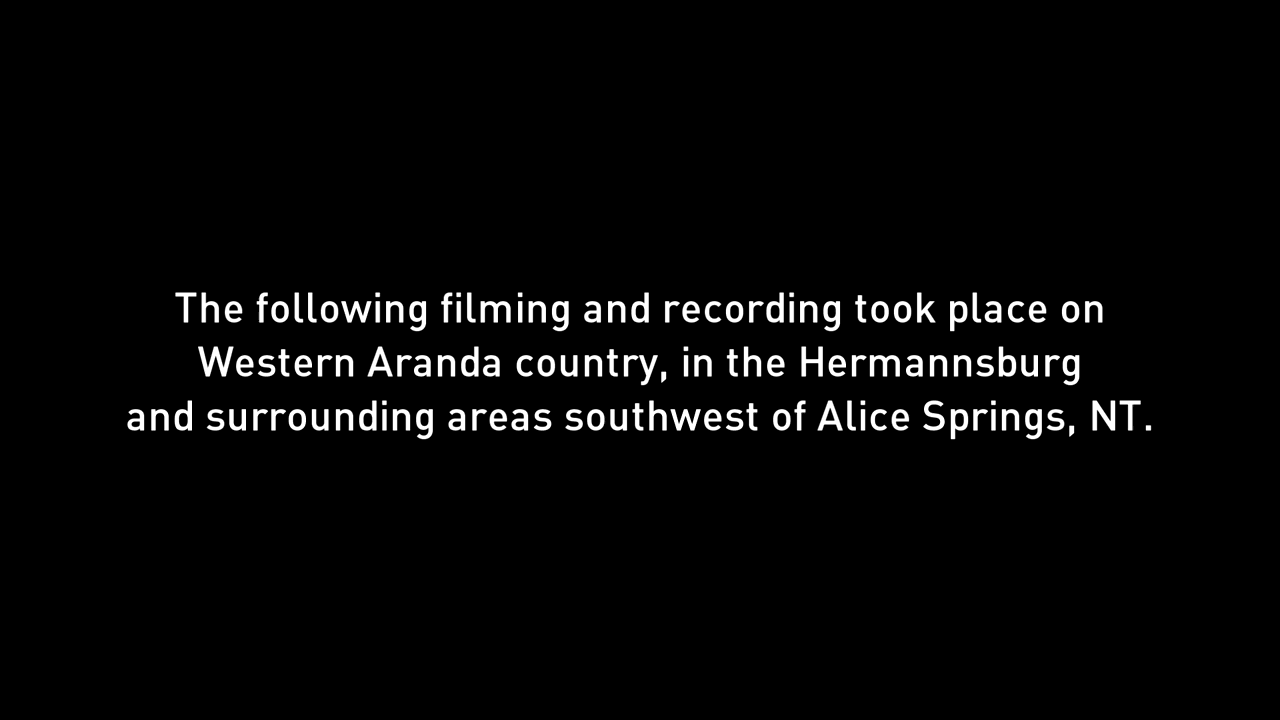 The following filming and recording took place on
Western Aranda country, in the Hermannsburg
and surrounding areas southwest of Alice Springs, NT.